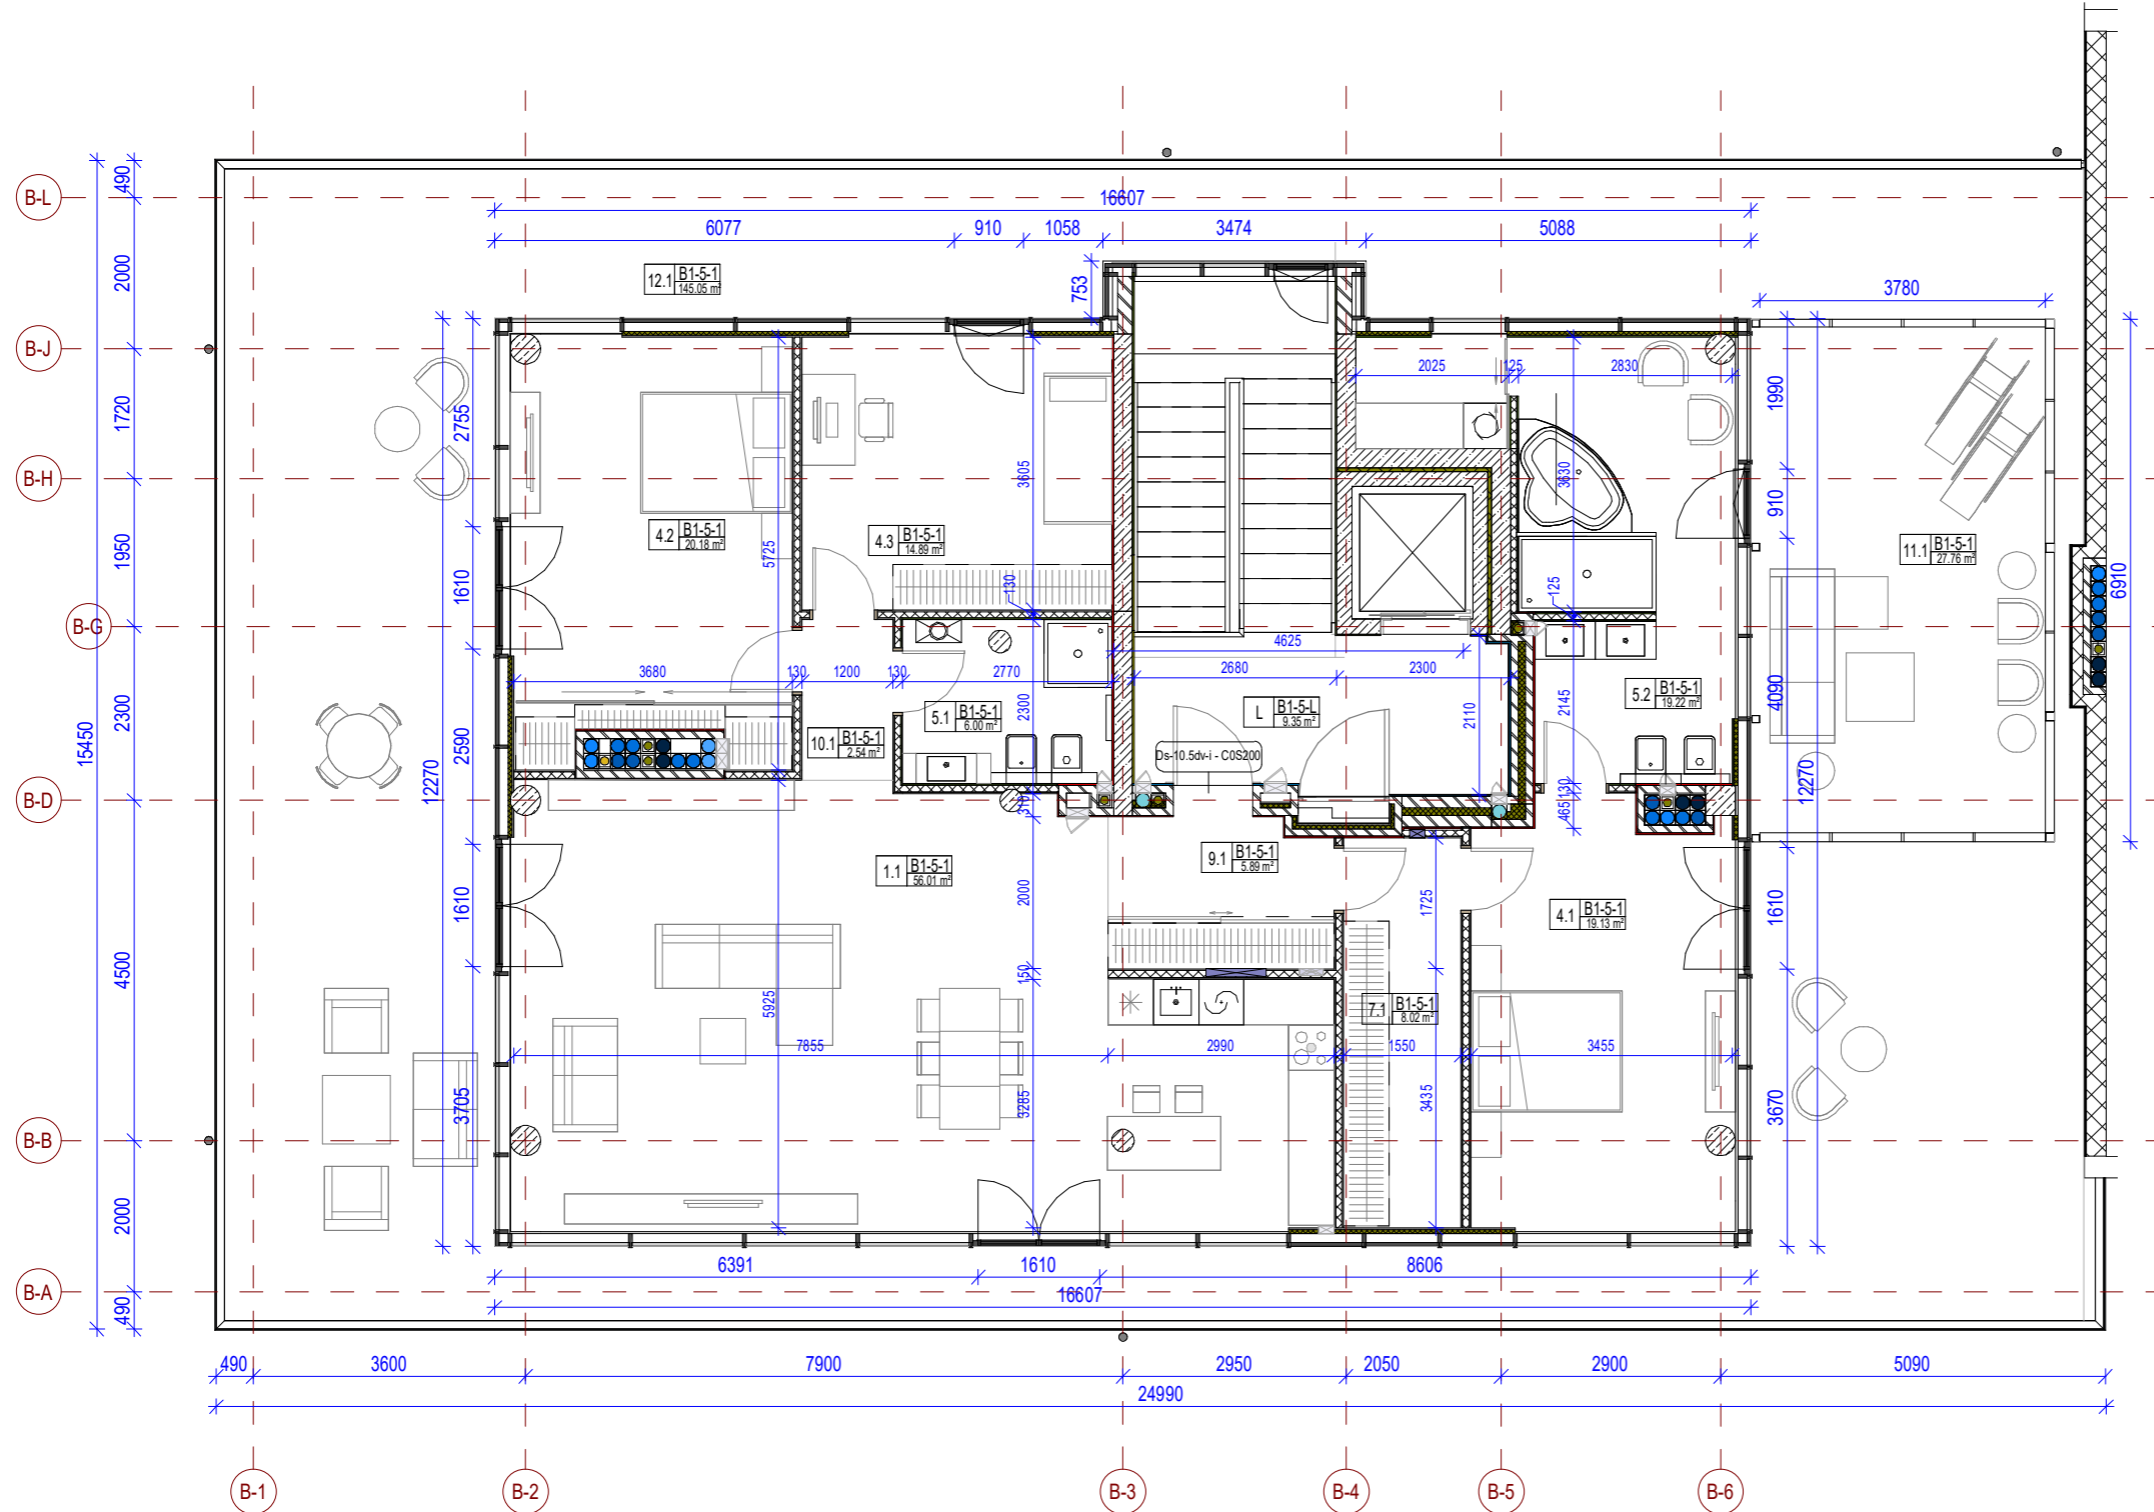 B-L
B-J
B-H
B-G
B-D
B-B
B-A
490
2000
1720
1950
2300
4500
2000
490
15450
12270
2755
1610
2590
1610
3705
16607
6077
910
1058
3474
5088
753
3780
12.1 B1-5-1
145.05 m²
2025
125
2830
1990
910
4090
12270
1610
3670
6910
3605
3630
5725
4.2 B1-5-1
20.18 m²
4.3 B1-5-1
14.89 m²
11.1 B1-5-1
27.76 m²
130
125
4625
3680
130
1200
130
2770
2680
2300
2300
2110
2145
5.1 B1-5-1
6.00 m²
L B1-5-L
9.35 m²
5.2 B1-5-1
19.22 m²
10.1 B1-5-1
2.54 m²
Ds-10.5dv-i - C0S200
370
130
465
1.1 B1-5-1
56.01 m²
9.1 B1-5-1
5.89 m²
4.1 B1-5-1
19.13 m²
2000
1725
150
5925
7.1 B1-5-1
8.02 m²
7855
2990
1550
3455
3285
3435
6391
1610
8606
16607
490
3600
7900
2950
2050
2900
5090
24990
B-1
B-2
B-3
B-4
B-5
B-6